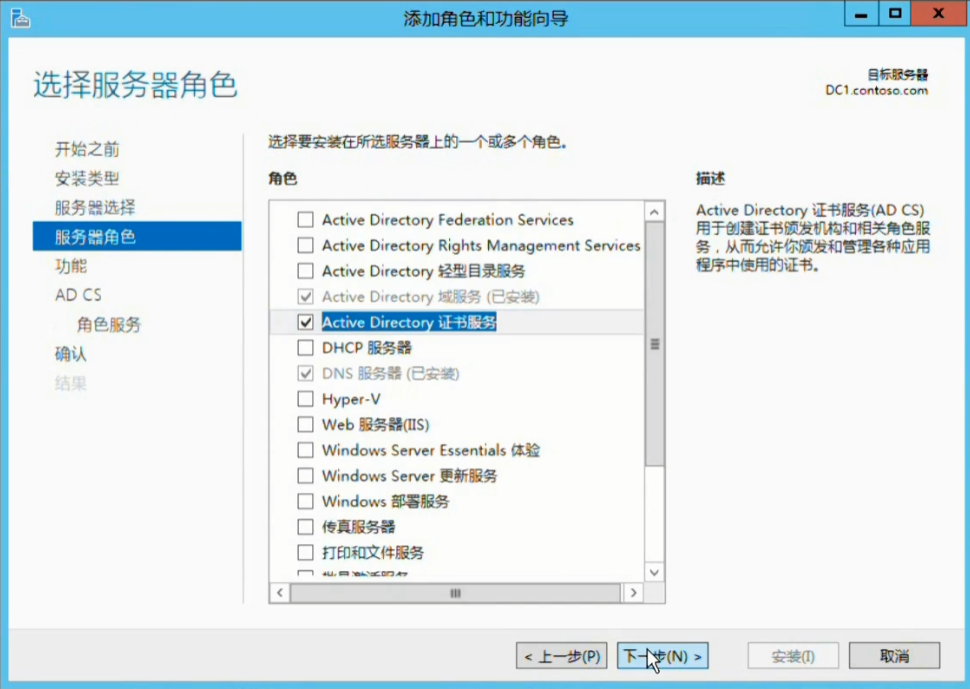 添加角色和功能向导
选择服务器角色
目标服务器
DC1.contoso.com
开始之前
安装类型
服务器选择
服务器角色
功能
AD CS
角色服务
确认
结果
选择要安装在所选服务器上的一个或多个角色。
角色
Active Directory Federation Services
Active Directory Rights Management Services
Active Directory 轻型目录服务
Active Directory 域服务 (已安装)
Active Directory 证书服务
DHCP 服务器
DNS 服务器 (已安装)
Hyper-V
Web 服务器(IIS)
Windows Server Essentials 体验
Windows Server 更新服务
Windows 部署服务
传真服务器
打印和文件服务
描述
Active Directory 证书服务(AD CS)
用于创建证书颁发机构和相关角色服
务，从而允许你颁发和管理各种应用
程序中使用的证书。
< 上一步(P)
下一步(N) >
安装(I)
取消